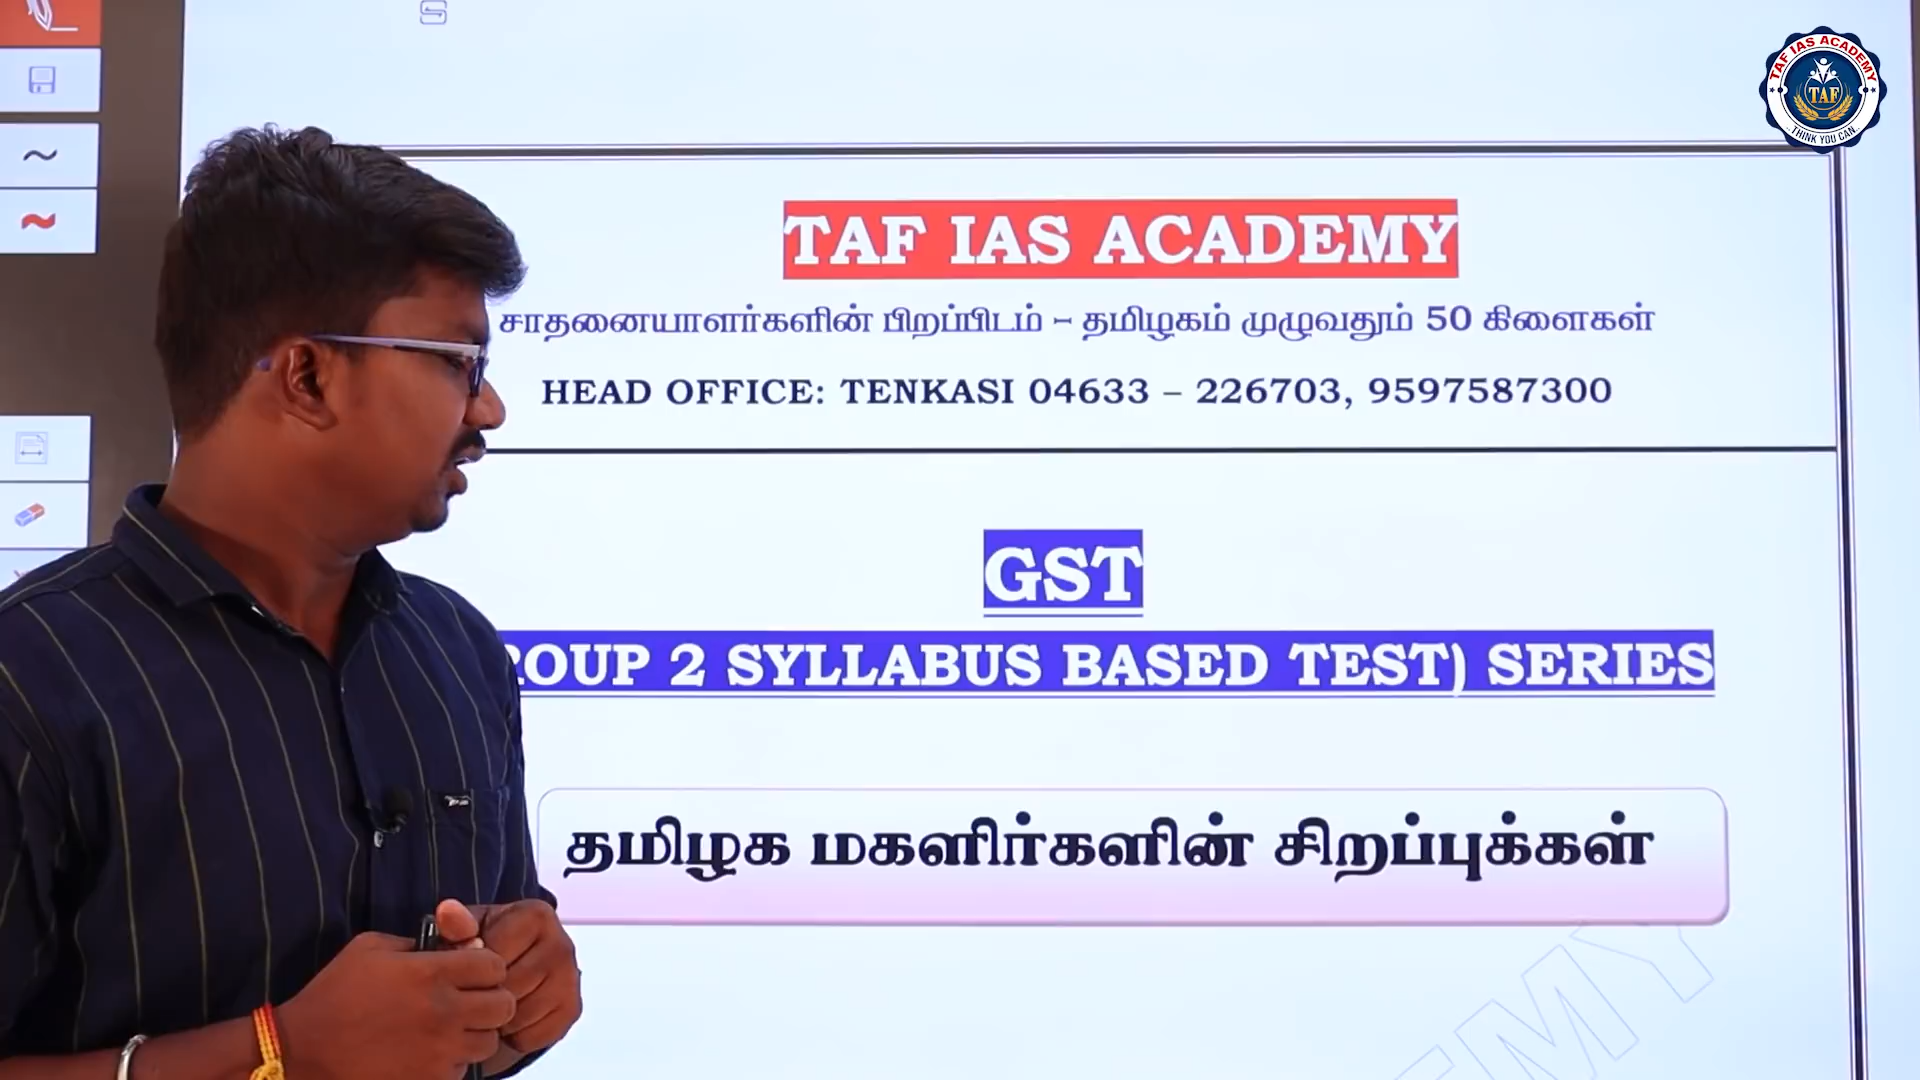 TAF IAS ACADEMY
TAF
..THINK YOU CAN..
TAF IAS ACADEMY
சாதனையாளர்களின் பிறப்பிடம் – தமிழகம் முழுவதும் 50 கிளைகள்
HEAD OFFICE: TENKASI 04633 – 226703, 9597587300
GST
ROUP 2 SYLLABUS BASED TEST) SERIES
தமிழக மகளிர்களின் சிறப்புக்கள்
EMY